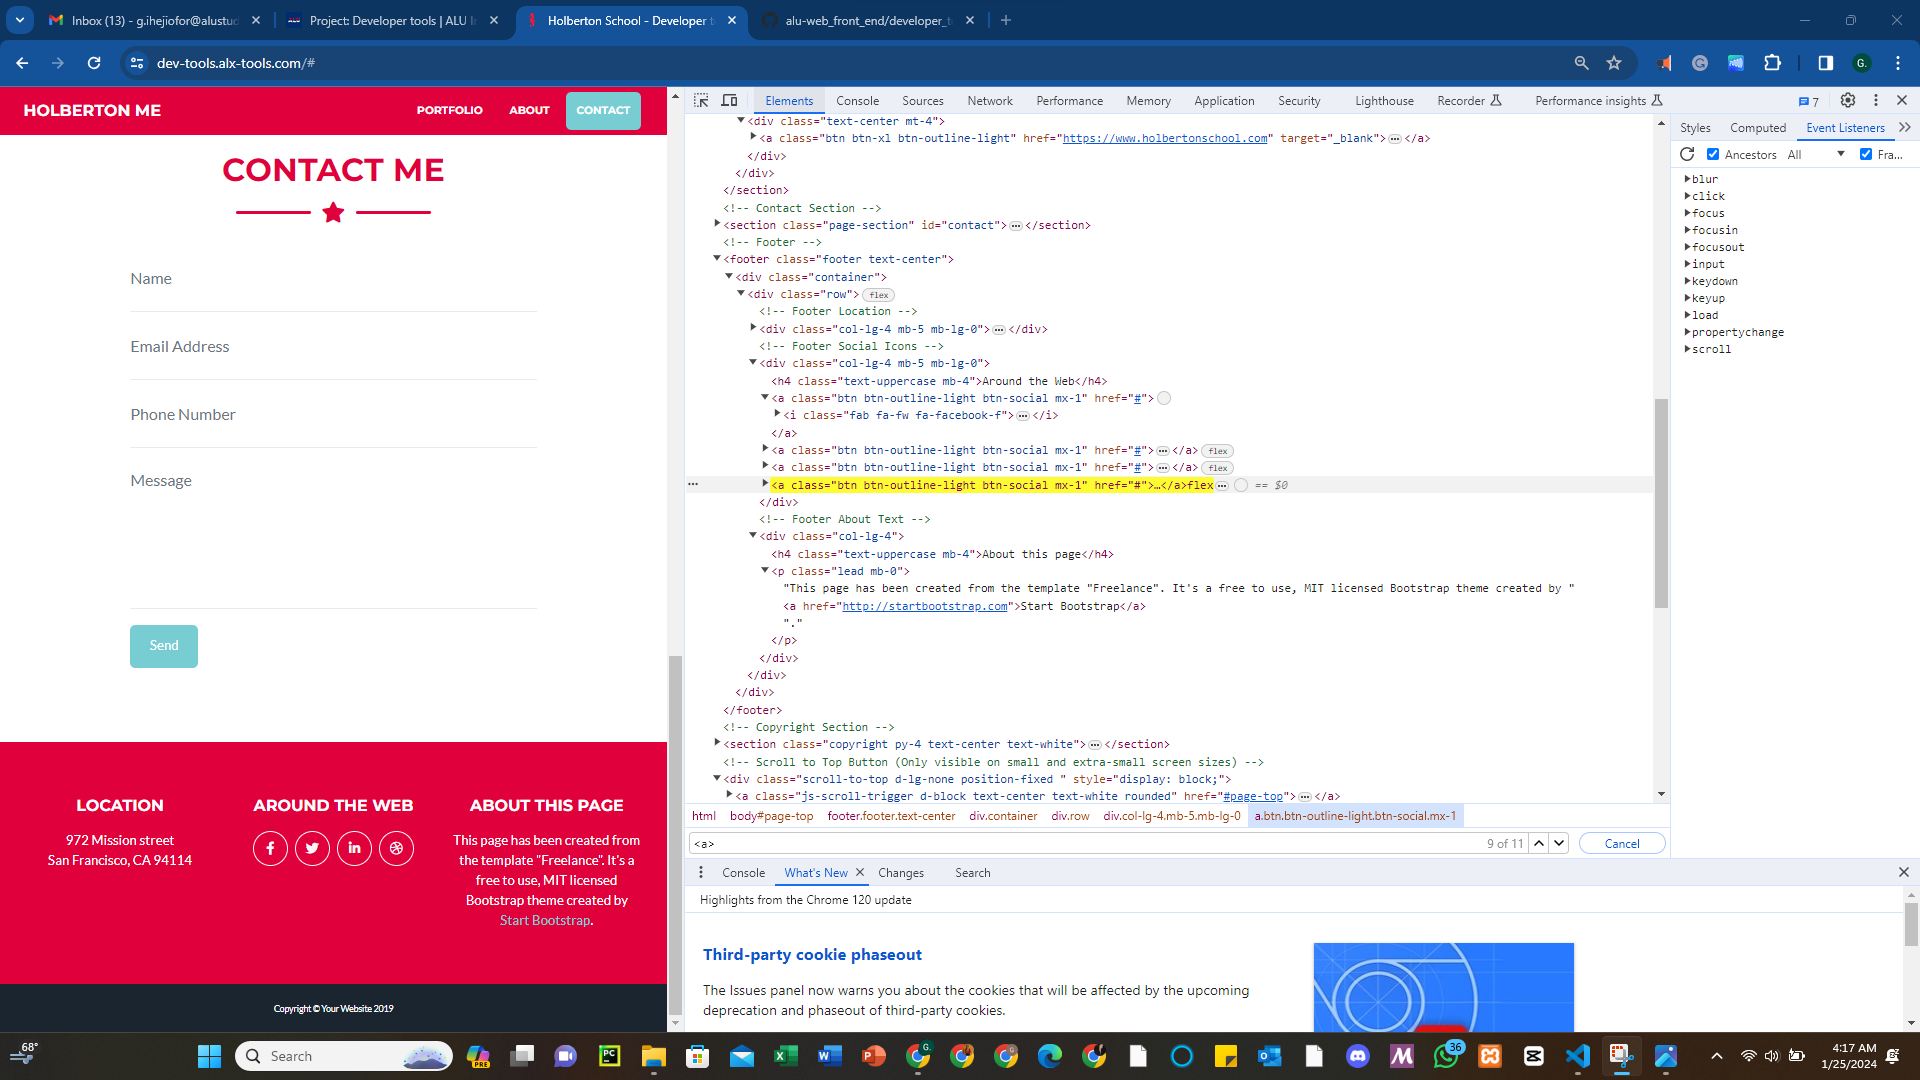 Inbox (13) - g.ihejiofor@alustud
Project: Developer tools | ALU In
Holberton School - Developer t
alu-web_front_end/developer_t
dev-tools.alx-tools.com/#
G.
HOLBERTON ME
PORTFOLIO
ABOUT
CONTACT
CONTACT ME
Name
Email Address
Phone Number
Message
Send
LOCATION
972 Mission street
San Francisco, CA 94114
AROUND THE WEB
ABOUT THIS PAGE
This page has been created from
the template "Freelance". It's a
free to use, MIT licensed
Bootstrap theme created by
Start Bootstrap.
Copyright © Your Website 2019
Elements Console Sources Network Performance Memory Application Security Lighthouse Recorder Performance insights 7
<div class="text-center mt-4">
<a class="btn btn-xl btn-outline-light" href="https://www.holbertonschool.com" target="_blank">…</a>
</div>
</div>
</section>
<!-- Contact Section -->
<section class="page-section" id="contact">…</section>
<!-- Footer -->
<footer class="footer text-center">
<div class="container">
<div class="row"> flex
<!-- Footer Location -->
<div class="col-lg-4 mb-5 mb-lg-0">…</div>
<!-- Footer Social Icons -->
<div class="col-lg-4 mb-5 mb-lg-0">
<h4 class="text-uppercase mb-4">Around the Web</h4>
<a class="btn btn-outline-light btn-social mx-1" href="#">
<i class="fab fa-fw fa-facebook-f">…</i>
</a>
<a class="btn btn-outline-light btn-social mx-1" href="#">…</a> flex
<a class="btn btn-outline-light btn-social mx-1" href="#">…</a> flex
… <a class="btn btn-outline-light btn-social mx-1" href="#">…</a>flex … == $0
</div>
<!-- Footer About Text -->
<div class="col-lg-4">
<h4 class="text-uppercase mb-4">About this page</h4>
<p class="lead mb-0">
"This page has been created from the template "Freelance". It's a free to use, MIT licensed Bootstrap theme created by "
<a href="http://startbootstrap.com">Start Bootstrap</a>
"."
</p>
</div>
</div>
</div>
</footer>
<!-- Copyright Section -->
<section class="copyright py-4 text-center text-white">…</section>
<!-- Scroll to Top Button (Only visible on small and extra-small screen sizes) -->
<div class="scroll-to-top d-lg-none position-fixed " style="display: block;">
<a class="js-scroll-trigger d-block text-center text-white rounded" href="#page-top">…</a>
html body#page-top footer.footer.text-center div.container div.row div.col-lg-4.mb-5.mb-lg-0 a.btn.btn-outline-light.btn-social.mx-1
<a>
9 of 11
Cancel
Styles Computed Event Listeners
Ancestors All Fra...
blur
click
focus
focusin
focusout
input
keydown
keyup
load
propertychange
scroll
Console What's New Changes Search
Highlights from the Chrome 120 update
Third-party cookie phaseout
The Issues panel now warns you about the cookies that will be affected by the upcoming
deprecation and phaseout of third-party cookies.
68°
Search
PRE
PC
36
4:17 AM
1/25/2024